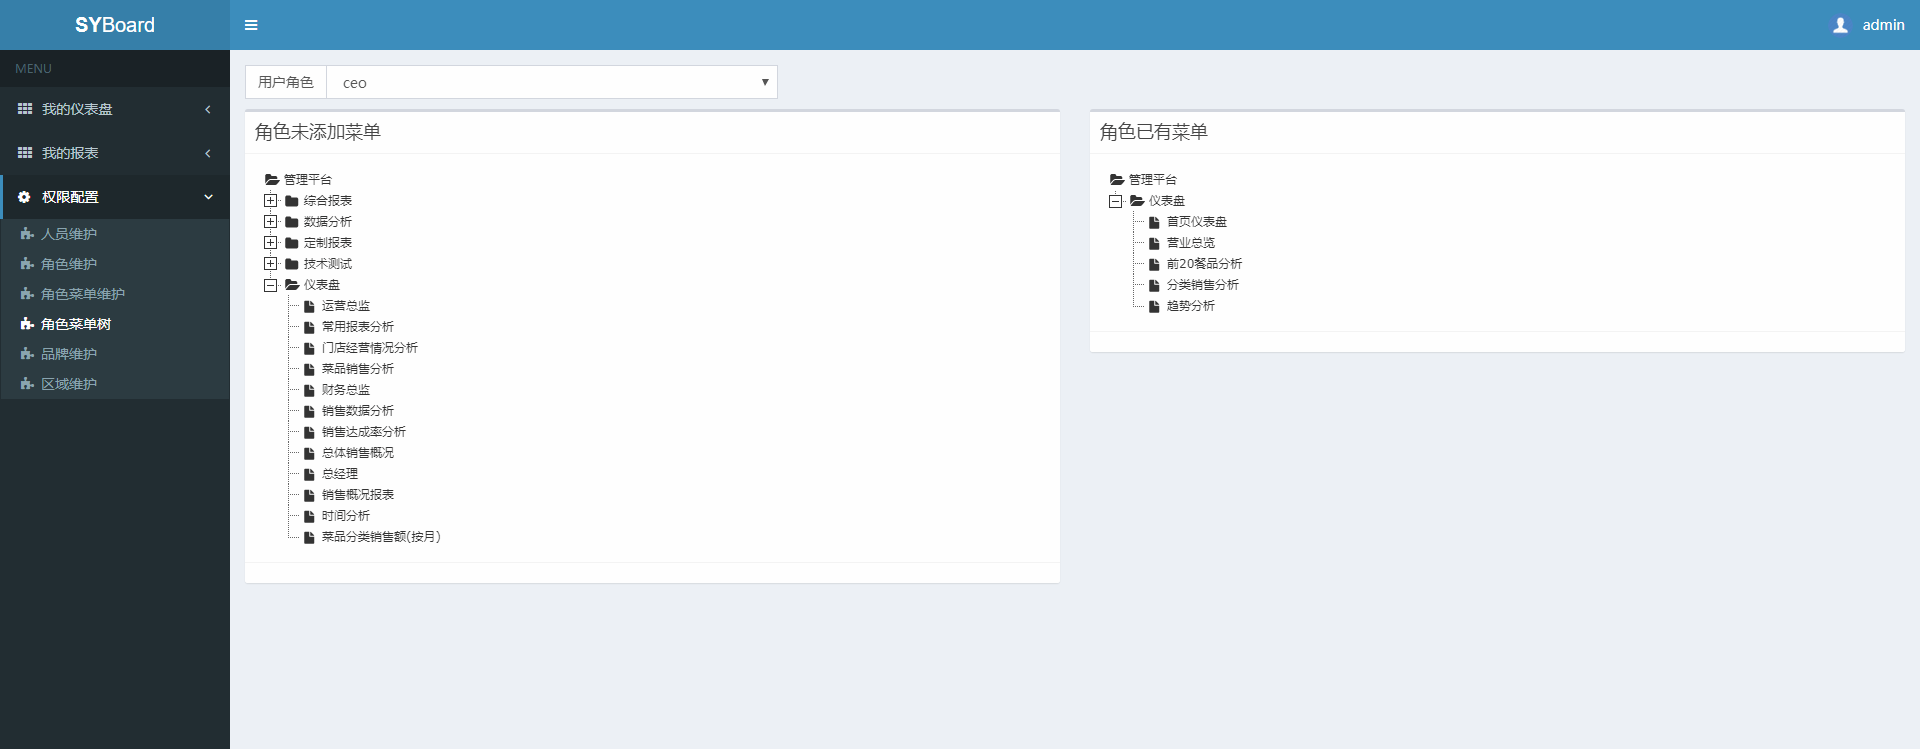 SYBoard
admin
MENU
我的仪表盘
我的报表
权限配置
人员维护
角色维护
角色菜单维护
角色菜单树
品牌维护
区域维护
用户角色 ceo
角色未添加菜单
管理平台
综合报表
数据分析
定制报表
技术测试
仪表盘
运营总监
常用报表分析
门店经营情况分析
菜品销售分析
财务总监
销售数据分析
销售达成率分析
总体销售概况
总经理
销售概况报表
时间分析
菜品分类销售额(按月)
角色已有菜单
管理平台
仪表盘
首页仪表盘
营业总览
前20餐品分析
分类销售分析
趋势分析